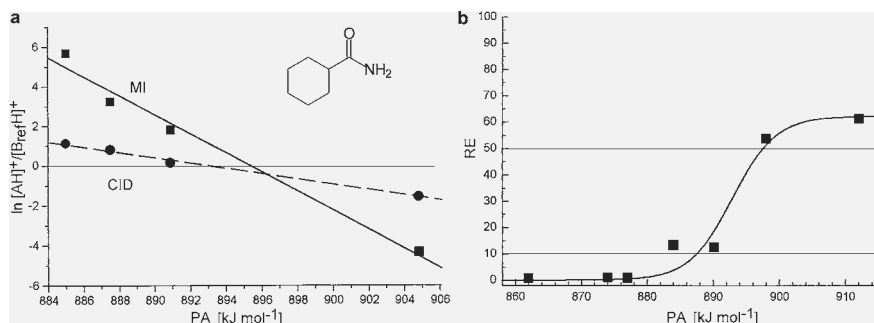 a
ln [AH]+/[BrefH]+
6
4
2
0
-2
-4
-6
MI
CID
O
NH2
884 886 888 890 892 894 896 898 900 902 904 906
PA [kJ mol-1]
b
RE
100
90
80
70
60
50
40
30
20
10
0
860 870 880 890 900 910
PA [kJ mol-1]